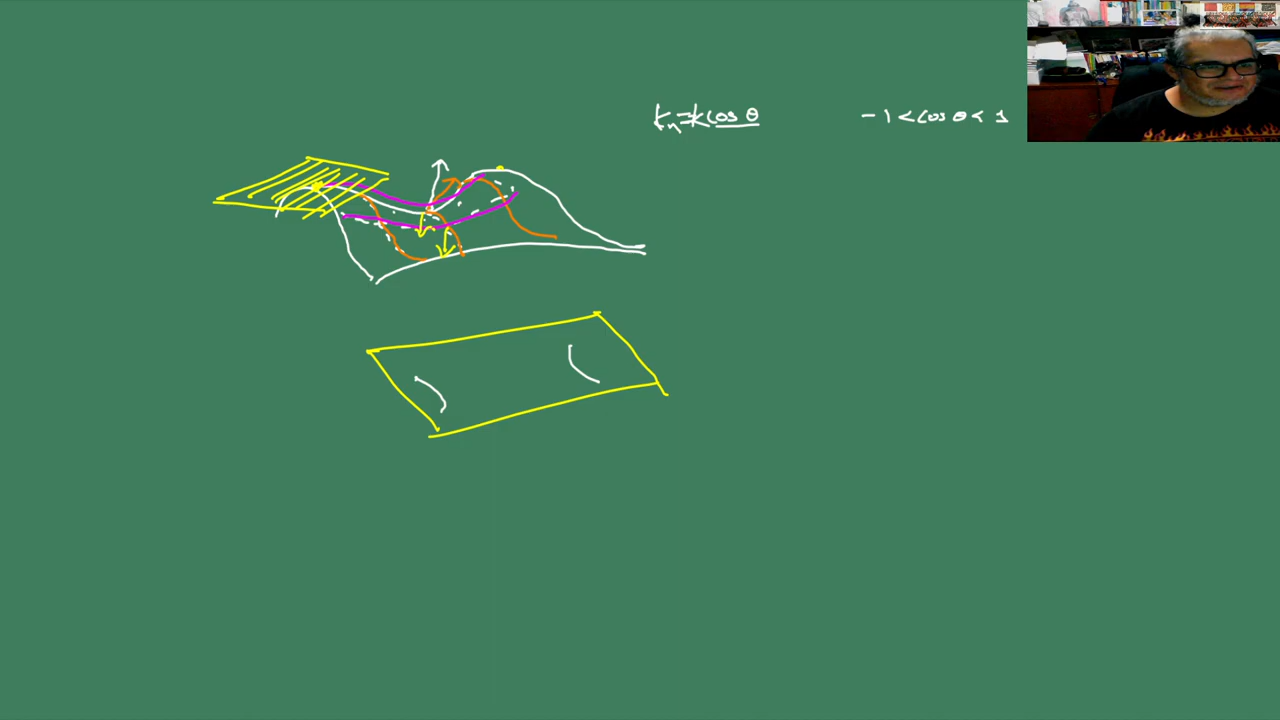 kₙ = k cos θ
-1 < cos θ < 1